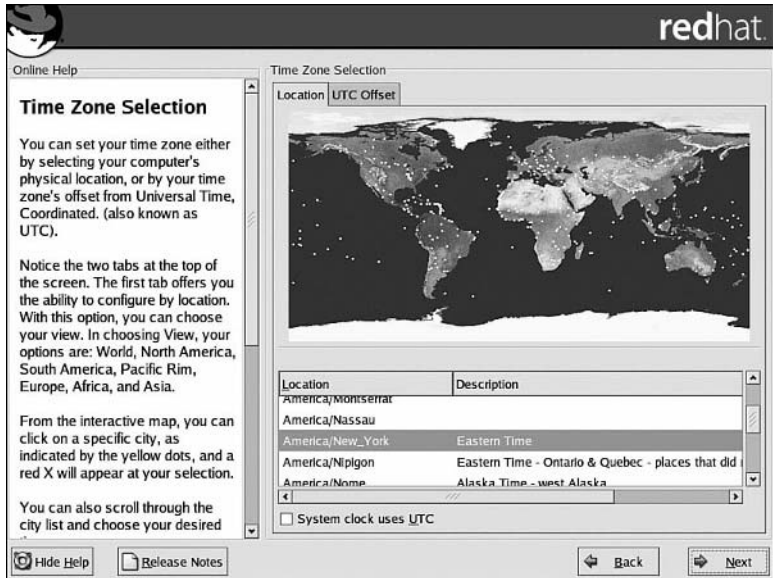 redhat.
Online Help
Time Zone Selection
You can set your time zone either
by selecting your computer's
physical location, or by your time
zone's offset from Universal Time,
Coordinated. (also known as
UTC).
Notice the two tabs at the top of
the screen. The first tab offers you
the ability to configure by location.
With this option, you can choose
your view. In choosing View, your
options are: World, North America,
South America, Pacific Rim,
Europe, Africa, and Asia.
From the interactive map, you can
click on a specific city, as
indicated by the yellow dots, and a
red X will appear at your selection.
You can also scroll through the
city list and choose your desired
Time Zone Selection
Location UTC Offset
Location Description
America/Montserrat
America/Nassau
America/New_York Eastern Time
America/Nipigon Eastern Time - Ontario & Quebec - places that did
America/Nome Alaska Time - west Alaska
System clock uses UTC
Hide Help Release Notes Back Next